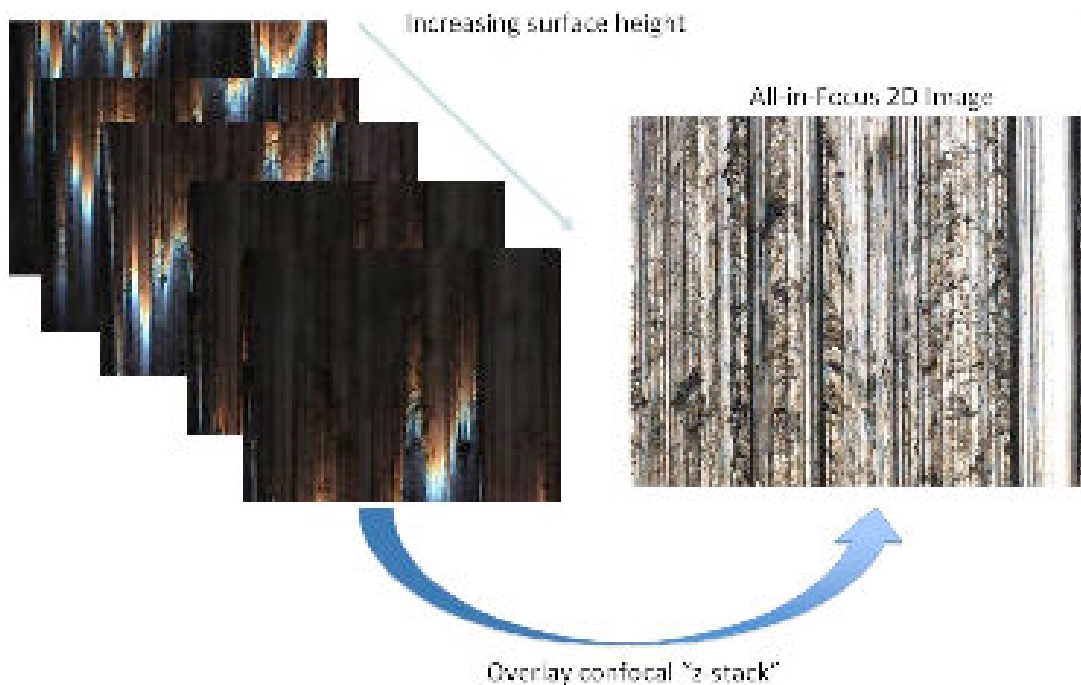 Increasing surface height
All-in-Focus 2D Image
Overlay confocal “z stack”